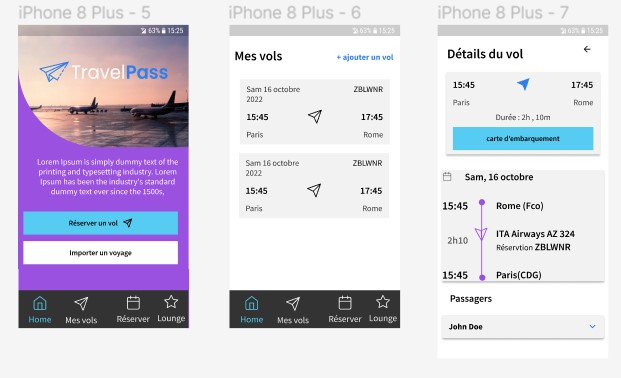 iPhone 8 Plus - 5
63% 15:25
TravelPass
Lorem Ipsum is simply dummy text of the
printing and typesetting industry. Lorem
Ipsum has been the industry's standard
dummy text ever since the 1500s,
Réserver un vol
Importer un voyage
Home
Mes vols
Réserver
Lounge
iPhone 8 Plus - 6
63% 15:25
Mes vols
+ ajouter un vol
Sam 16 octobre
2022
ZBLWNR
15:45
17:45
Paris
Rome
Sam 16 octobre
2022
ZBLWNR
15:45
17:45
Paris
Rome
Home
Mes vols
Réserver
Lounge
iPhone 8 Plus - 7
63% 15:25
Détails du vol
15:45
17:45
Paris
Rome
Durée : 2h , 10m
carte d'embarquement
Sam, 16 octobre
15:45
Rome (Fco)
2h10
ITA Airways AZ 324
Réservtion ZBLWNR
15:45
Paris(CDG)
Passagers
John Doe